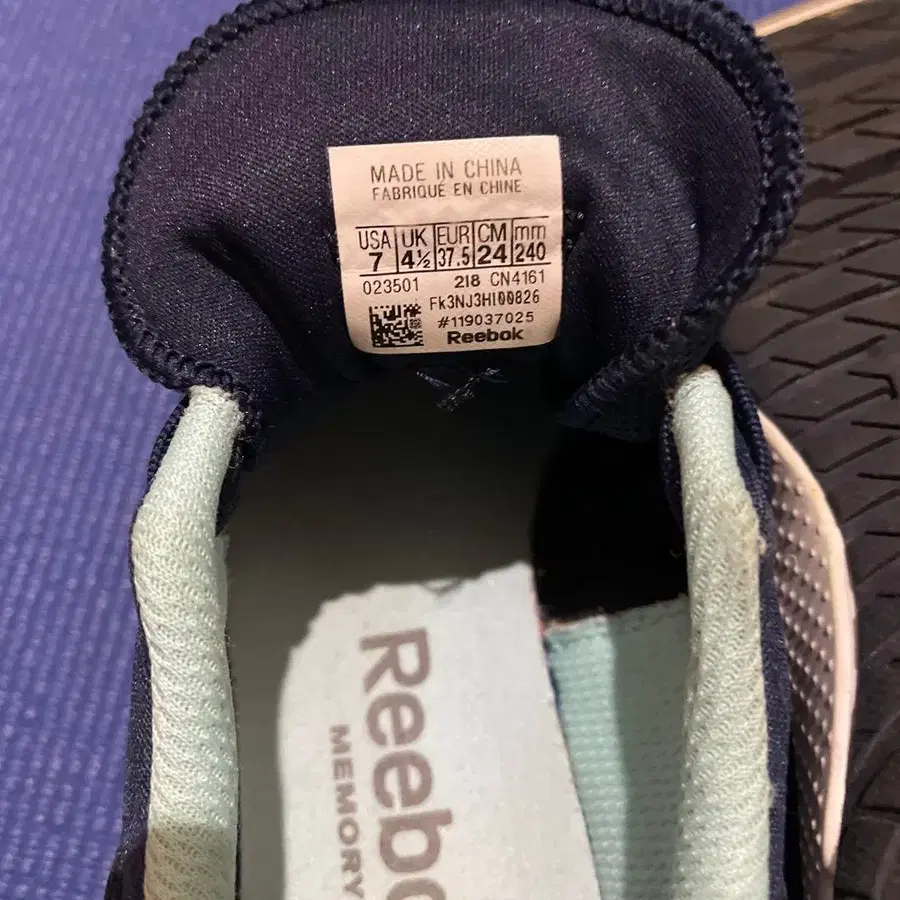 MADE IN CHINA
FABRIQUÉ EN CHINE
USA UK EUR CM mm
7 4½ 37.5 24 240
023501 218 CN4161
Fk3NJ3HI00826
#119037025
Reebok
Reebo
MEMORY